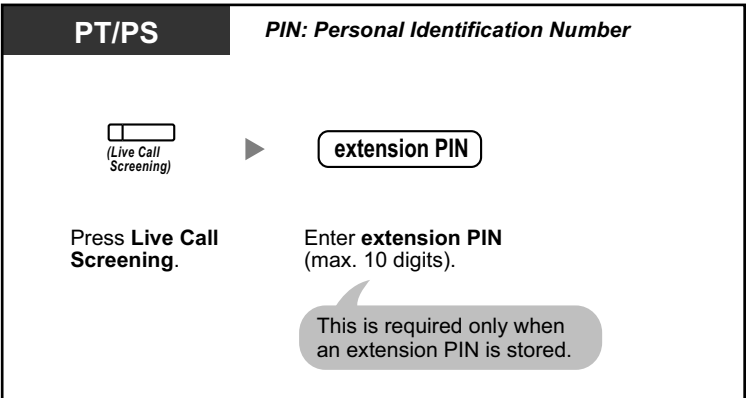 PT/PS
PIN: Personal Identification Number
(Live Call
Screening)
extension PIN
Press Live Call
Screening.
Enter extension PIN
(max. 10 digits).
This is required only when
an extension PIN is stored.